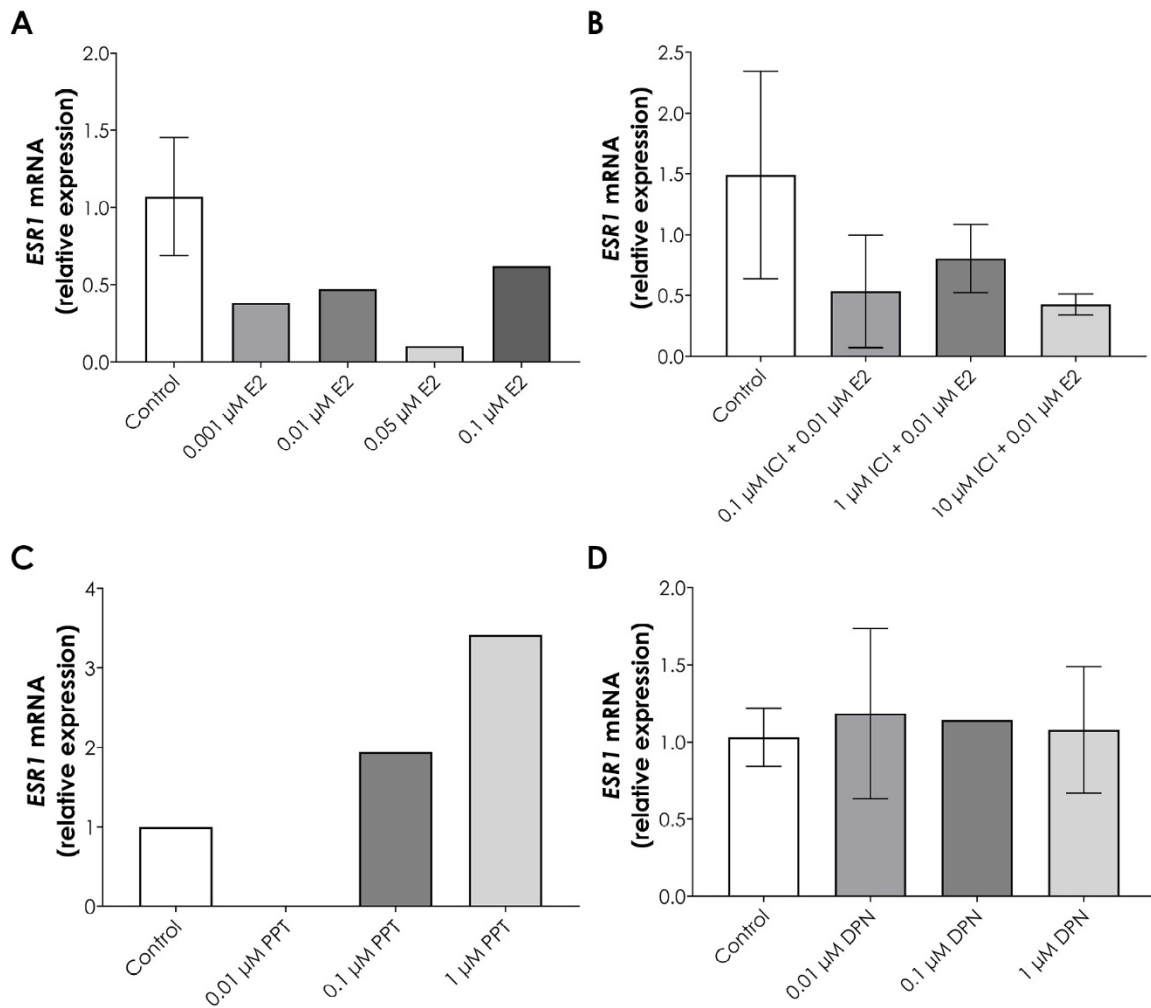 A
ESR1 mRNA
(relative expression)
2.0
1.5
1.0
0.5
0.0
Control
0.001 µM E2
0.01 µM E2
0.05 µM E2
0.1 µM E2
B
ESR1 mRNA
(relative expression)
2.5
2.0
1.5
1.0
0.5
0.0
Control
0.1 µM ICI + 0.01 µM E2
1 µM ICI + 0.01 µM E2
10 µM ICI + 0.01 µM E2
C
ESR1 mRNA
(relative expression)
4
3
2
1
0
Control
0.01 µM PPT
0.1 µM PPT
1 µM PPT
D
ESR1 mRNA
(relative expression)
2.0
1.5
1.0
0.5
0.0
Control
0.01 µM DPN
0.1 µM DPN
1 µM DPN